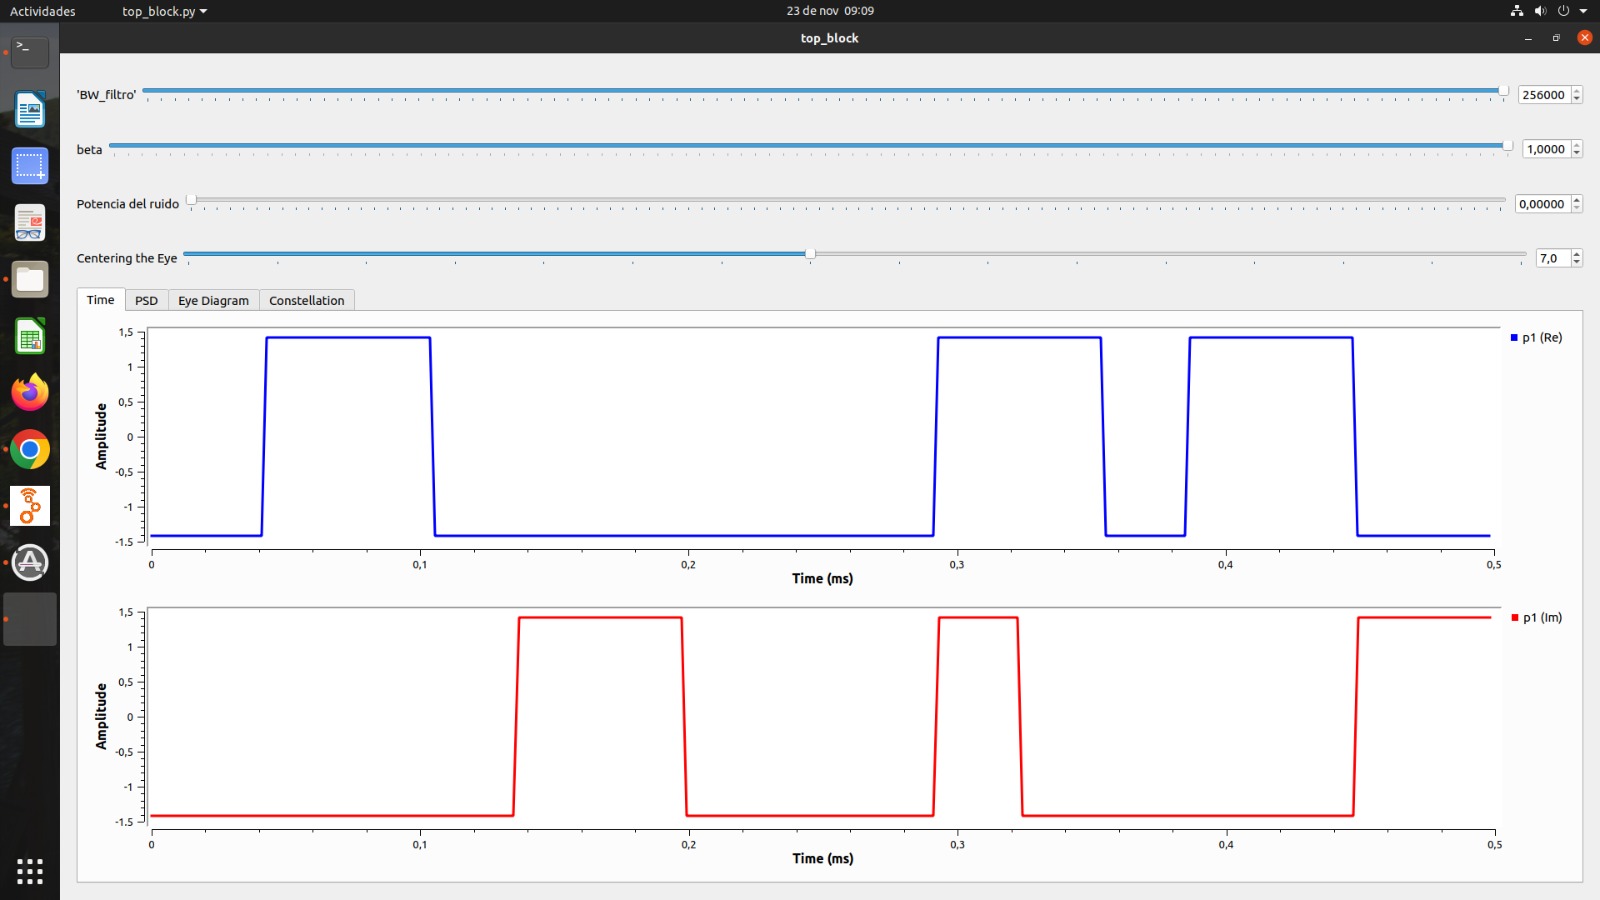 Actividades top_block.py 23 de nov 09:09
top_block
'BW_filtro' 256000
beta 1,0000
Potencia del ruido 0,00000
Centering the Eye 7,0
Time PSD Eye Diagram Constellation
1,5
1
0,5
0
-0,5
-1
-1.5
Amplitude
p1 (Re)
0 0,1 0,2 0,3 0,4 0,5
Time (ms)
1,5
1
0,5
0
-0,5
-1
-1.5
Amplitude
p1 (Im)
0 0,1 0,2 0,3 0,4 0,5
Time (ms)